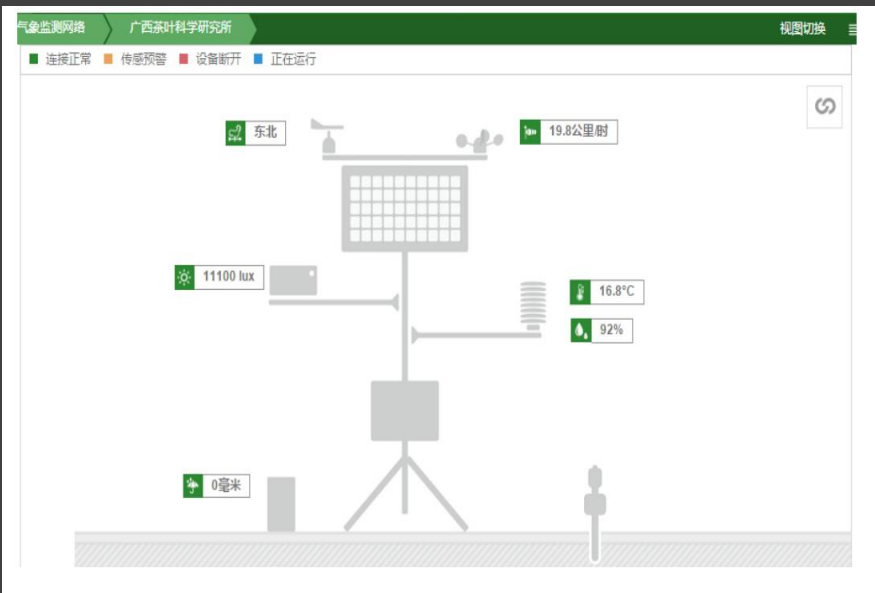 气象监测网络 广西茶叶科学研究所 视图切换
连接正常 传感预警 设备断开 正在运行
东北
19.8公里/时
11100 lux
16.8°C
92%
0毫米